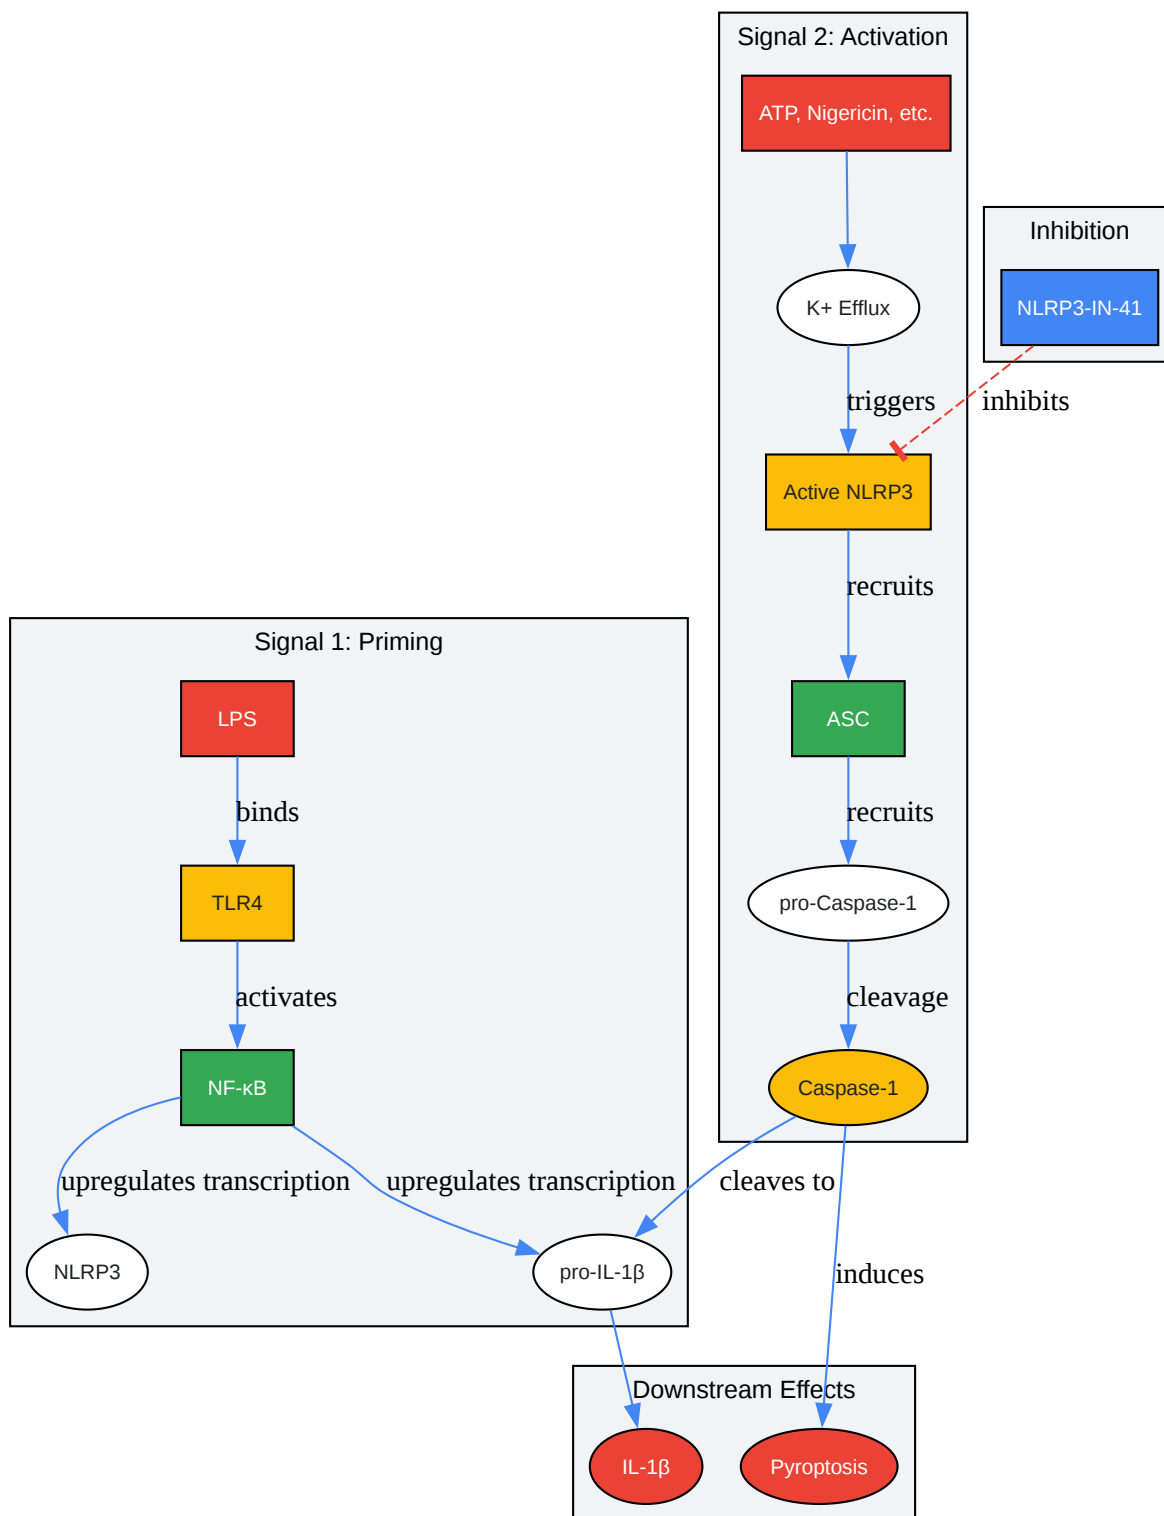 Signal 2: Activation
ATP, Nigericin, etc.
Inhibition
NLRP3-IN-41
K+ Efflux
triggers
inhibits
Active NLRP3
recruits
Signal 1: Priming
LPS
ASC
binds
recruits
TLR4
pro-Caspase-1
activates
cleavage
NF-κB
Caspase-1
upregulates transcription
upregulates transcription
cleaves to
NLRP3
pro-IL-1β
induces
Downstream Effects
IL-1β
Pyroptosis